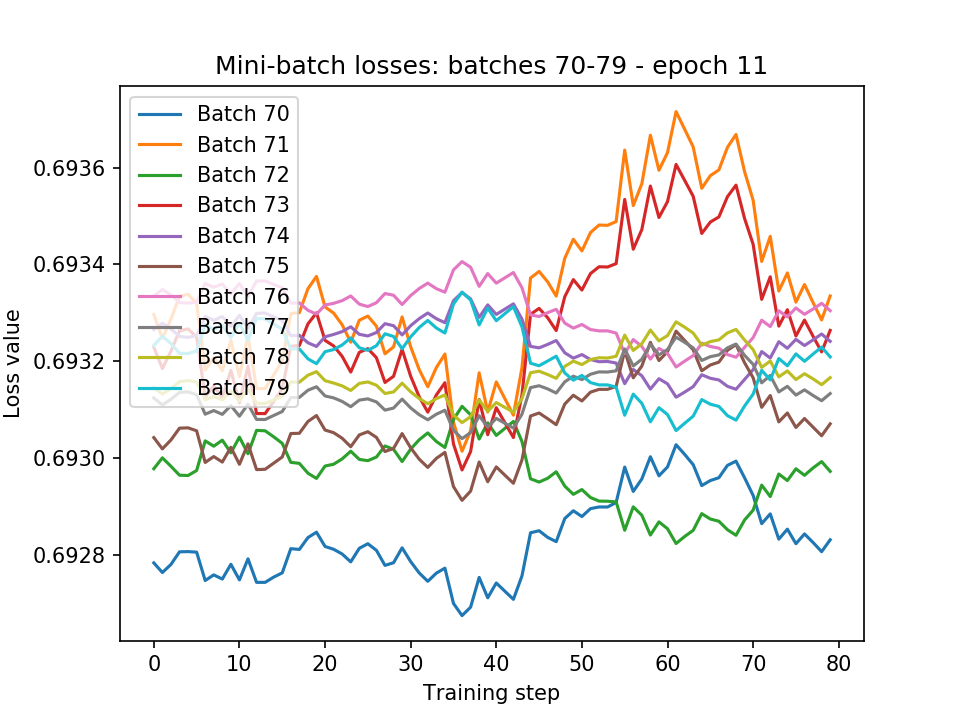 Mini-batch losses: batches 70-79 - epoch 11
Batch 70
Batch 71
Batch 72
Batch 73
Batch 74
Batch 75
Batch 76
Batch 77
Batch 78
Batch 79
0.6936
0.6934
0.6932
0.6930
0.6928
Loss value
0 10 20 30 40 50 60 70 80
Training step